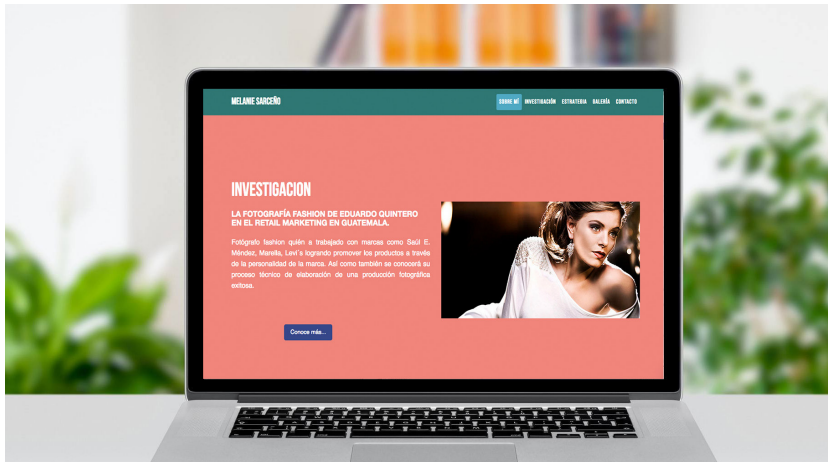 MELANIE SARCEÑO
SOBRE MÍ INVESTIGACIÓN ESTRATEGIA GALERÍA CONTACTO
INVESTIGACION
LA FOTOGRAFÍA FASHION DE EDUARDO QUINTERO
EN EL RETAIL MARKETING EN GUATEMALA.
Fotógrafo fashion quién a trabajado con marcas como Saúl E.
Méndez, Marella, Levi's logrando promover los productos a través
de la personalidad de la marca. Así como también se conocerá su
proceso técnico de elaboración de una producción fotográfica
exitosa.
Conoce más...